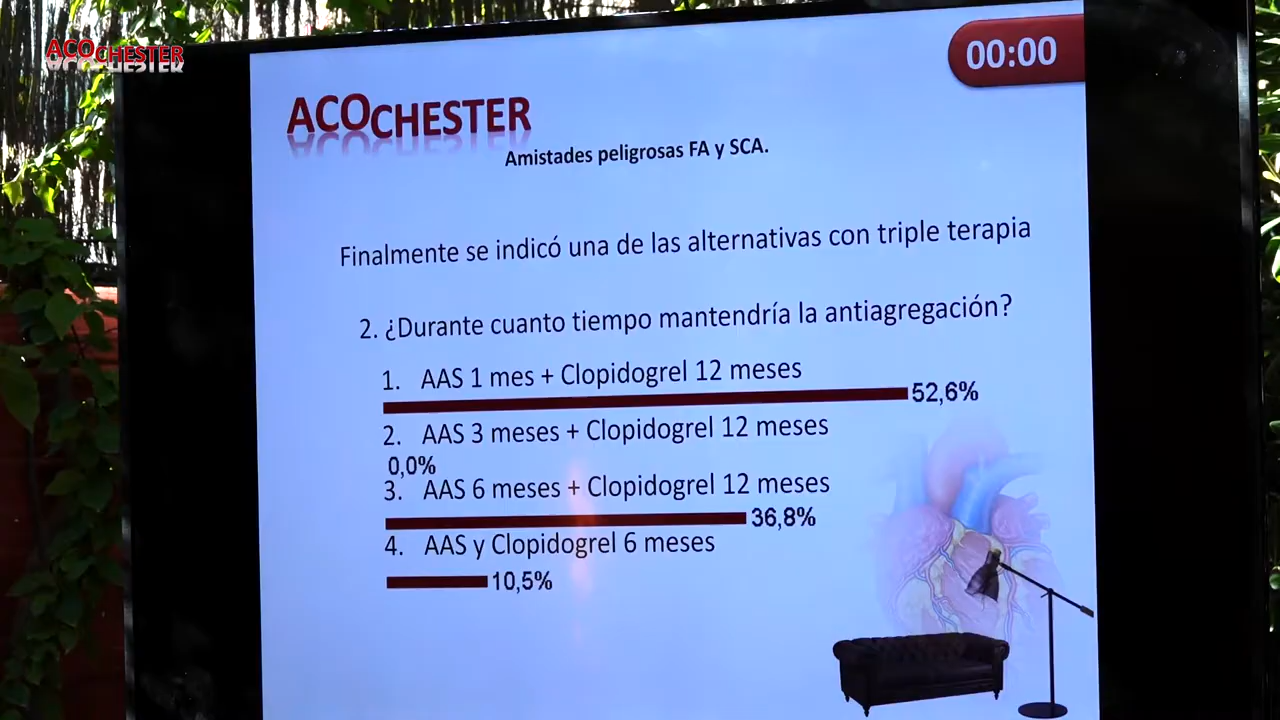 ACOCHESTER
00:00
ACOCHESTER
Amistades peligrosas FA y SCA.
Finalmente se indicó una de las alternativas con triple terapia
2. ¿Durante cuanto tiempo mantendría la antiagregación?
1. AAS 1 mes + Clopidogrel 12 meses
52,6%
2. AAS 3 meses + Clopidogrel 12 meses
0,0%
3. AAS 6 meses + Clopidogrel 12 meses
36,8%
4. AAS y Clopidogrel 6 meses
10,5%